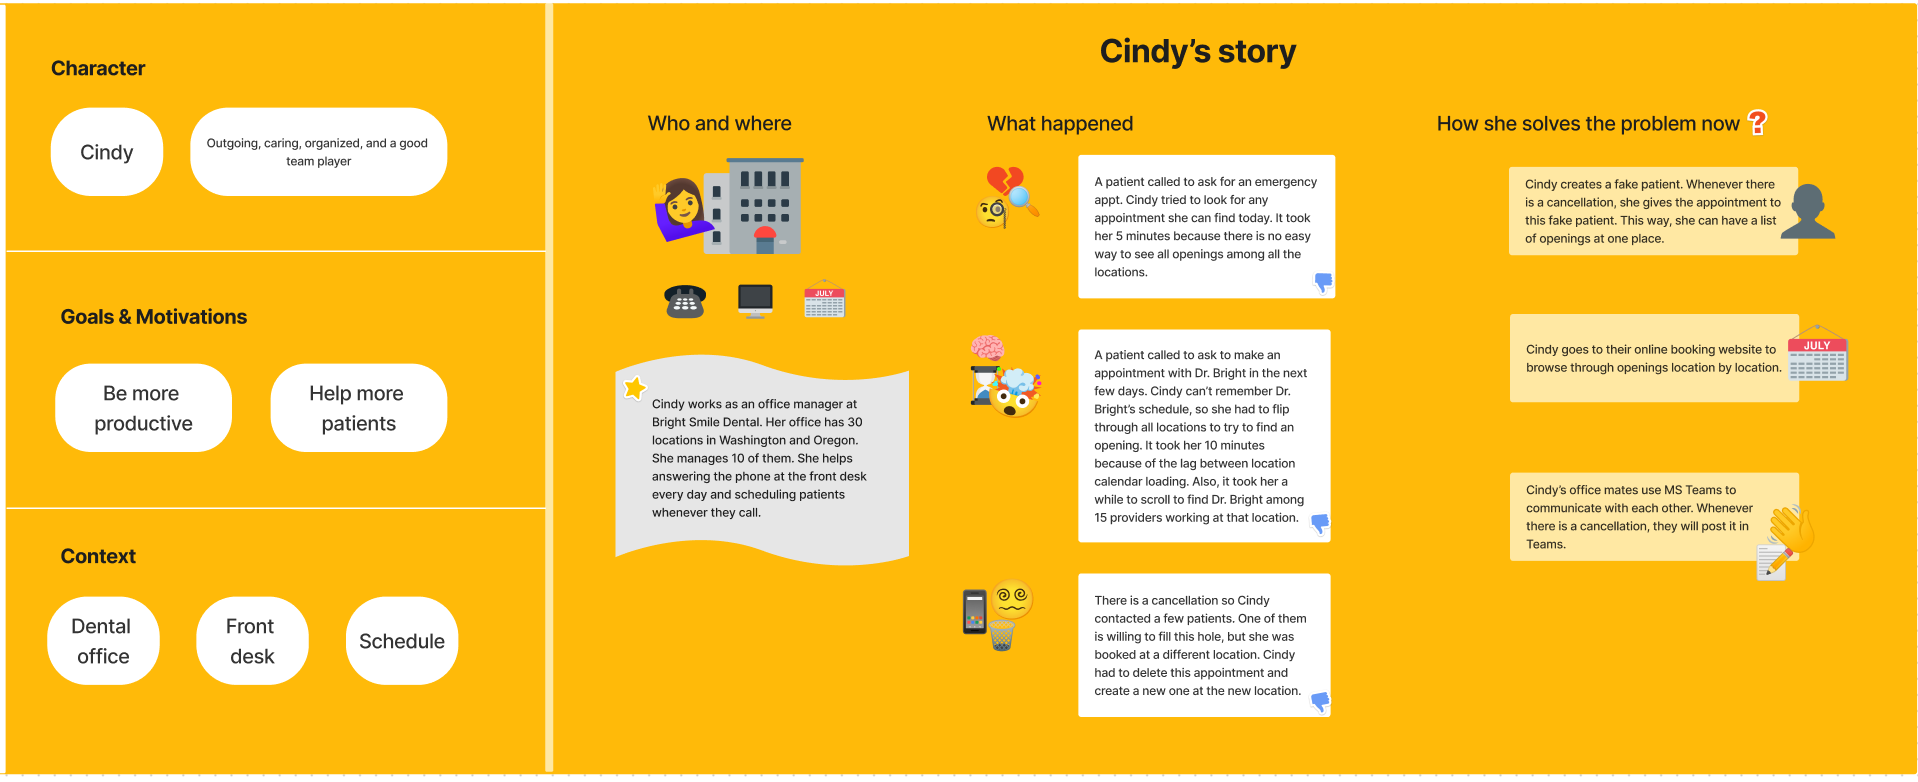 Character
Cindy
Outgoing, caring, organized, and a good
team player
Goals & Motivations
Be more
productive
Help more
patients
Context
Dental
office
Front
desk
Schedule
Cindy’s story
Who and where
JULY
Cindy works as an office manager at
Bright Smile Dental. Her office has 30
locations in Washington and Oregon.
She manages 10 of them. She helps
answering the phone at the front desk
every day and scheduling patients
whenever they call.
What happened
A patient called to ask for an emergency
appt. Cindy tried to look for any
appointment she can find today. It took
her 5 minutes because there is no easy
way to see all openings among all the
locations.
A patient called to ask to make an
appointment with Dr. Bright in the next
few days. Cindy can’t remember Dr.
Bright’s schedule, so she had to flip
through all locations to try to find an
opening. It took her 10 minutes
because of the lag between location
calendar loading. Also, it took her a
while to scroll to find Dr. Bright among
15 providers working at that location.
There is a cancellation so Cindy
contacted a few patients. One of them
is willing to fill this hole, but she was
booked at a different location. Cindy
had to delete this appointment and
create a new one at the new location.
How she solves the problem now ?
Cindy creates a fake patient. Whenever there
is a cancellation, she gives the appointment to
this fake patient. This way, she can have a list
of openings at one place.
Cindy goes to their online booking website to
browse through openings location by location.
JULY
Cindy’s office mates use MS Teams to
communicate with each other. Whenever
there is a cancellation, they will post it in
Teams.